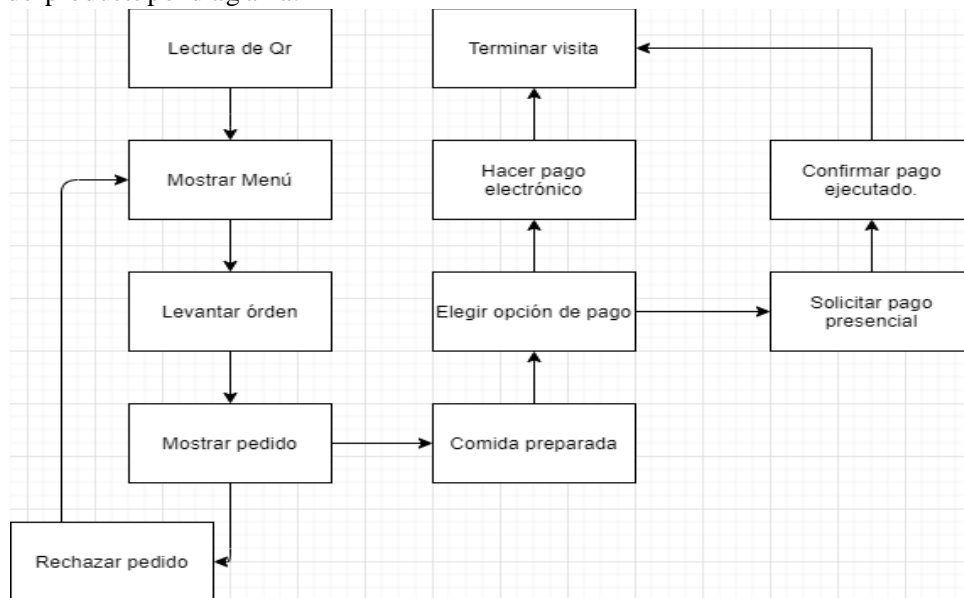 Lectura de Qr
Terminar visita
Mostrar Menú
Hacer pago
electrónico
Confirmar pago
ejecutado.
Levantar órden
Elegir opción de pago
Solicitar pago
presencial
Mostrar pedido
Comida preparada
Rechazar pedido